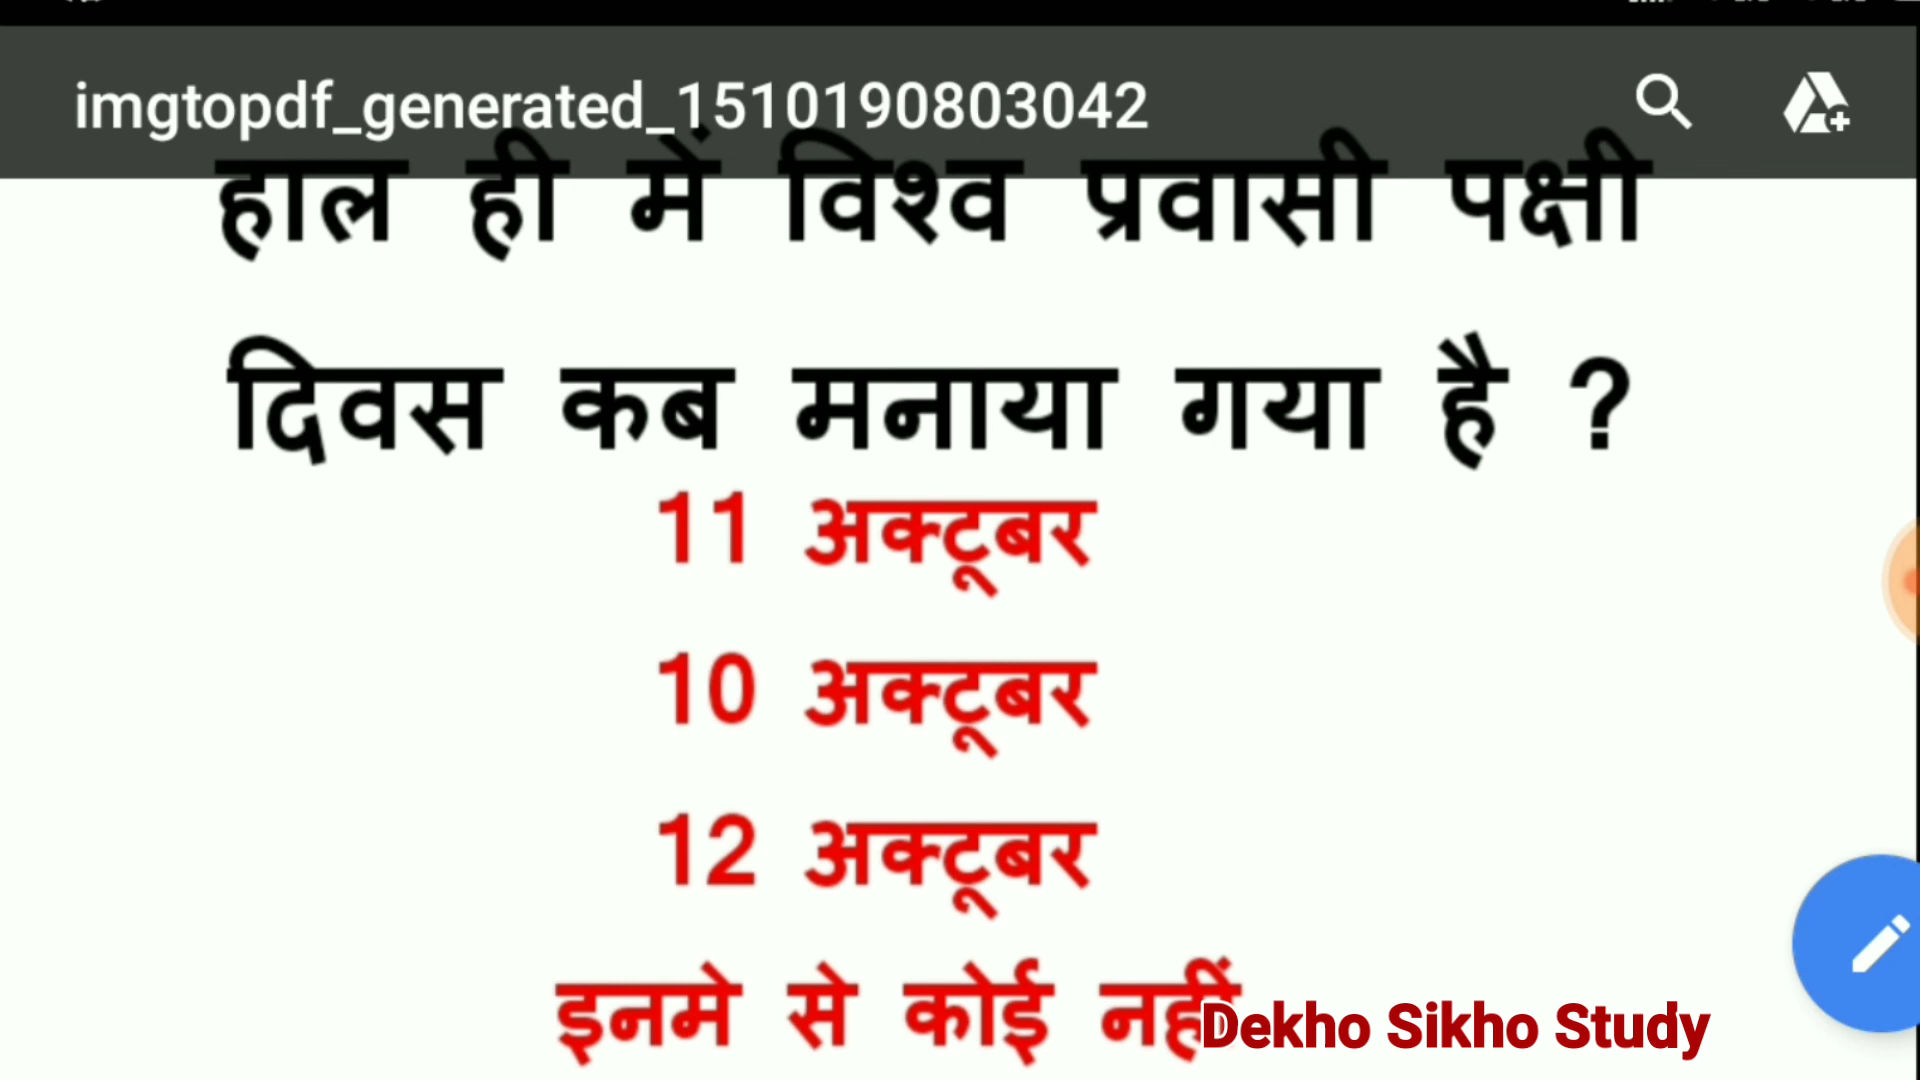 imgtopdf_generated_1510190803042
हाल ही में विश्व प्रवासी पक्षी
दिवस कब मनाया गया है ?
11 अक्टूबर
10 अक्टूबर
12 अक्टूबर
इनमे से कोई नहीं
Dekho Sikho Study